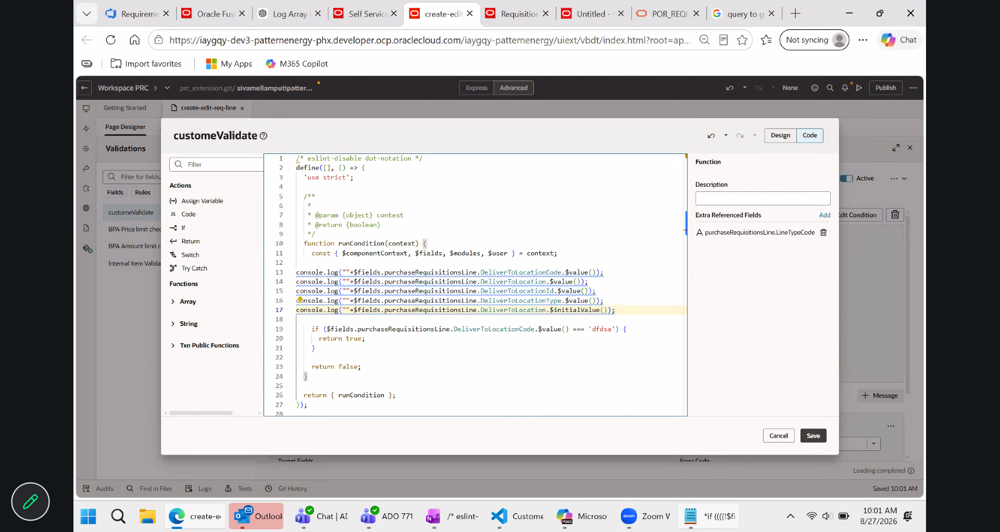 Requireme
Oracle Fus
Log Array
Self Service
create-edit
Requisition
Untitled -
POR_REQU
query to g
https://iaygqy-dev3-patternenergy-phx.developer.ocp.oraclecloud.com/iaygqy-patternenergy/uiext/vbdt/index.html?root=ap...
Not syncing
Chat
Import favorites
My Apps
M365 Copilot
Workspace PRC
prc_extension.git/ sivamellamputipatter...
Express
Advanced
None
Publish
Getting Started
create-edit-req-line
Page Designer
Validations
Filter for fields,
Fields
Rules
customeValidate
BPA Price limit chec
BPA Amount limit c
Internal Item Valida
customeValidate
Design
Code
Filter
Actions
Assign Variable
JS Code
If
Return
Switch
Try Catch
Functions
Array
String
Txn Public Functions
1 /* eslint-disable dot-notation */
2 define([], () => {
3 'use strict';
4
5 /**
6 *
7 * @param {object} context
8 * @return {boolean}
9 */
10 function runCondition(context) {
11 const { $componentContext, $fields, $modules, $user } = context;
12
13 console.log(""+$fields.purchaseRequisitionsLine.DeliverToLocationCode.$value());
14 console.log(""+$fields.purchaseRequisitionsLine.DeliverToLocation.$value());
15 console.log(""+$fields.purchaseRequisitionsLine.DeliverToLocationId.$value());
16 console.log(""+$fields.purchaseRequisitionsLine.DeliverToLocationType.$value());
17 console.log(""+$fields.purchaseRequisitionsLine.DeliverToLocation.$initialValue());
18
19 if ($fields.purchaseRequisitionsLine.DeliverToLocationCode.$value() === 'dfdsa') {
20 return true;
21 }
22
23 return false;
24 }
25
26 return { runCondition };
27 });
28
Function
Description
Extra Referenced Fields
Add
purchaseRequisitionsLine.LineTypeCode
Active
dit Condition
Message
Cancel
Save
Target Fields
Error Code
Loading completed
Audits
Find in Files
Logs
Tests
Git History
Saved 10:01 AM
create-e
Outlook
Chat | AI
ADO 771
/* eslint-
Custome
Microso
Zoom W
*if ((((!$fi
10:01 AM
8/27/2026